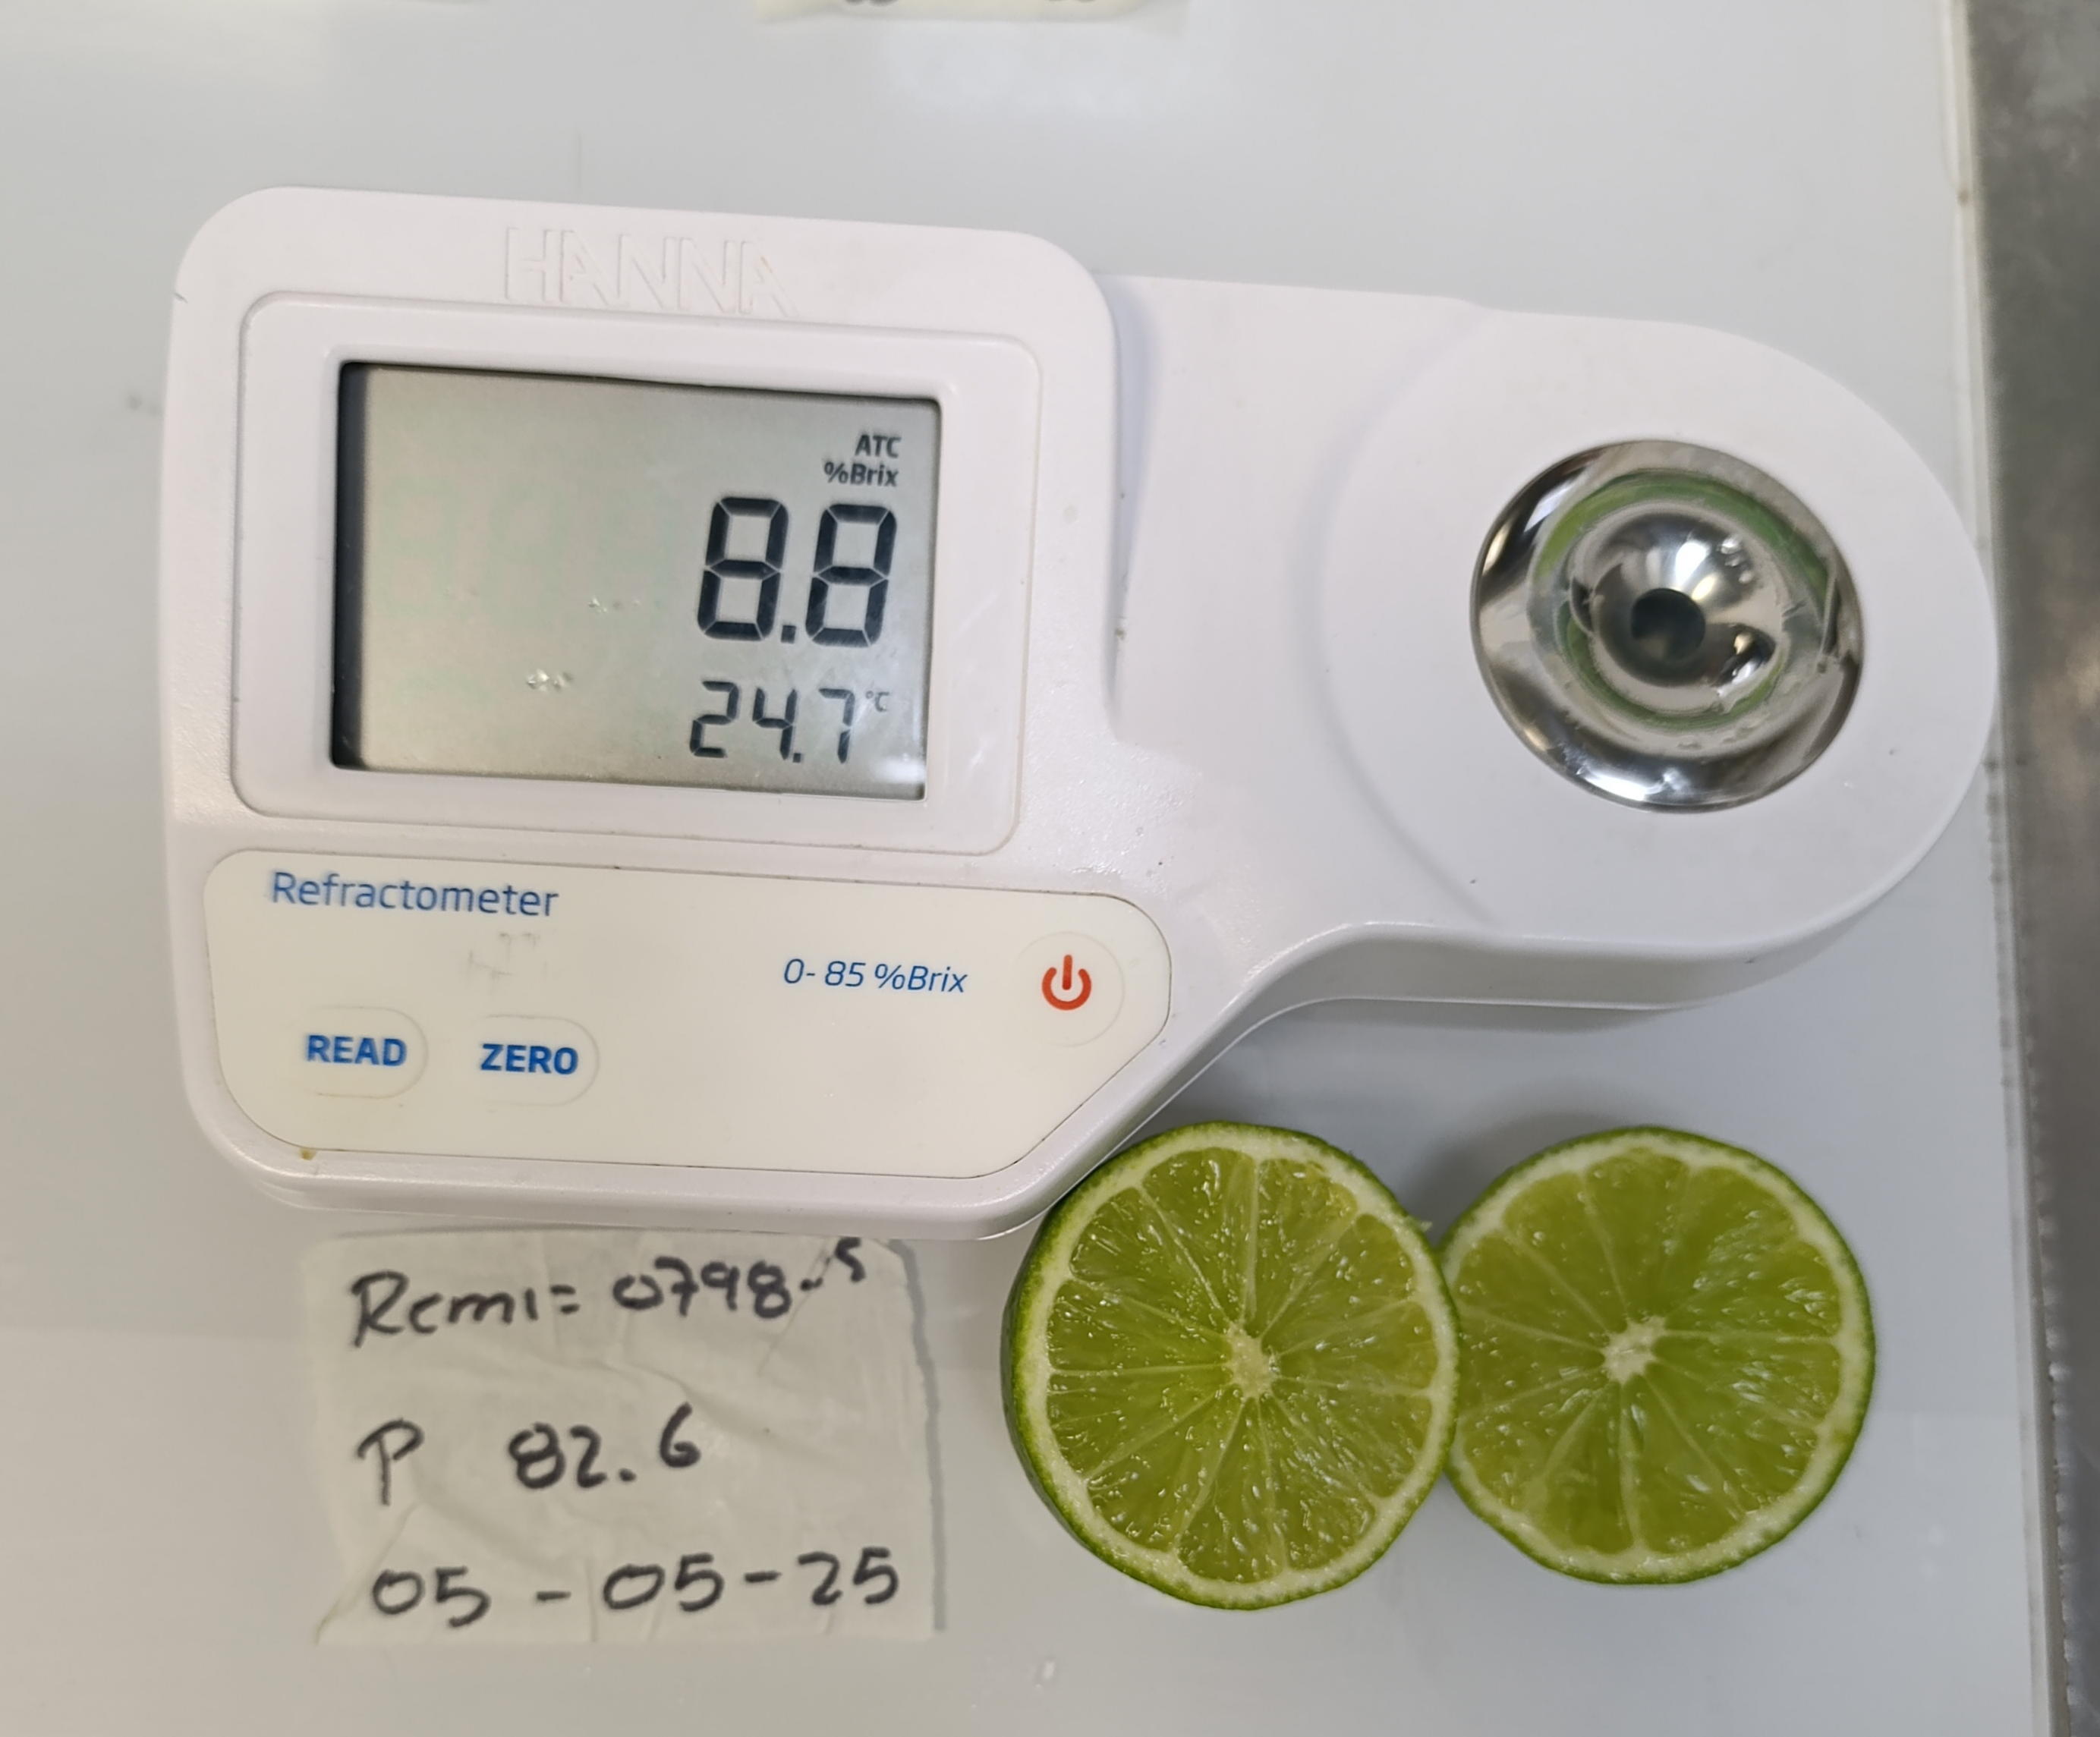 HANNA
ATC
%Brix
8.8
24.7 °C
Refractometer
0-85 %Brix
READ
ZERO
Rcmi= 0798-5
P 82.6
05-05-25